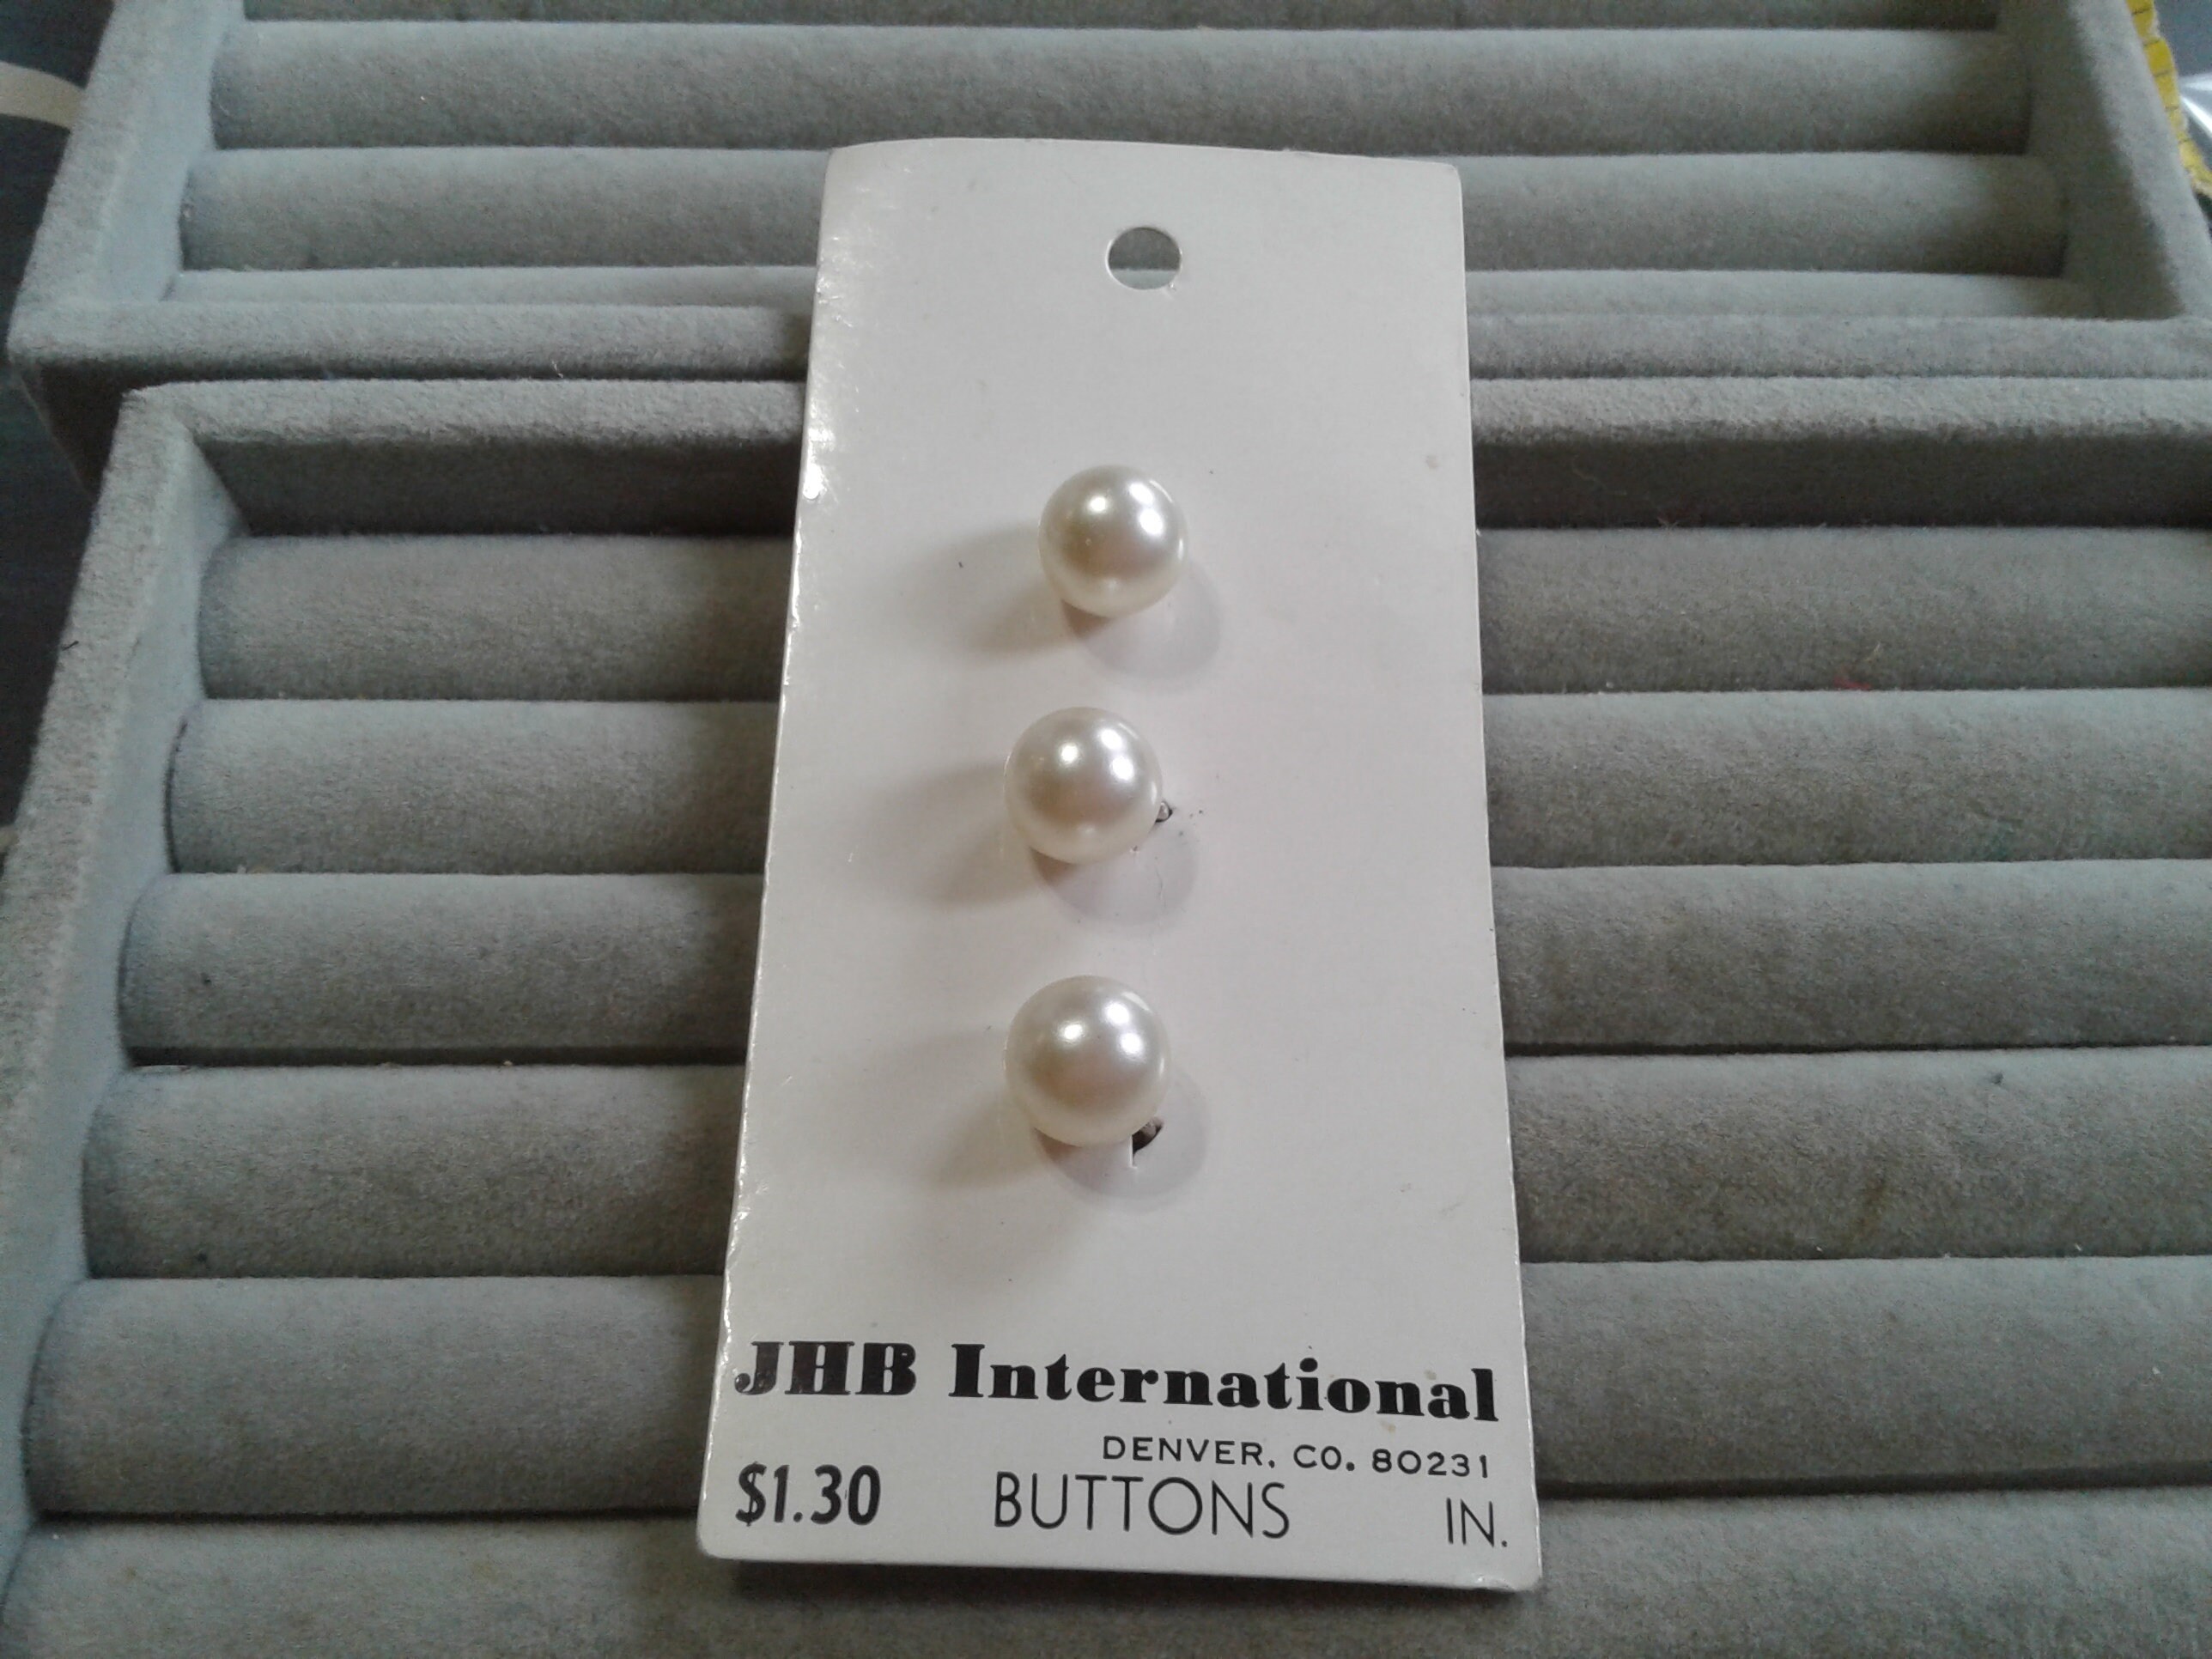 JHB International
DENVER, CO. 80231
$1.30 BUTTONS IN.